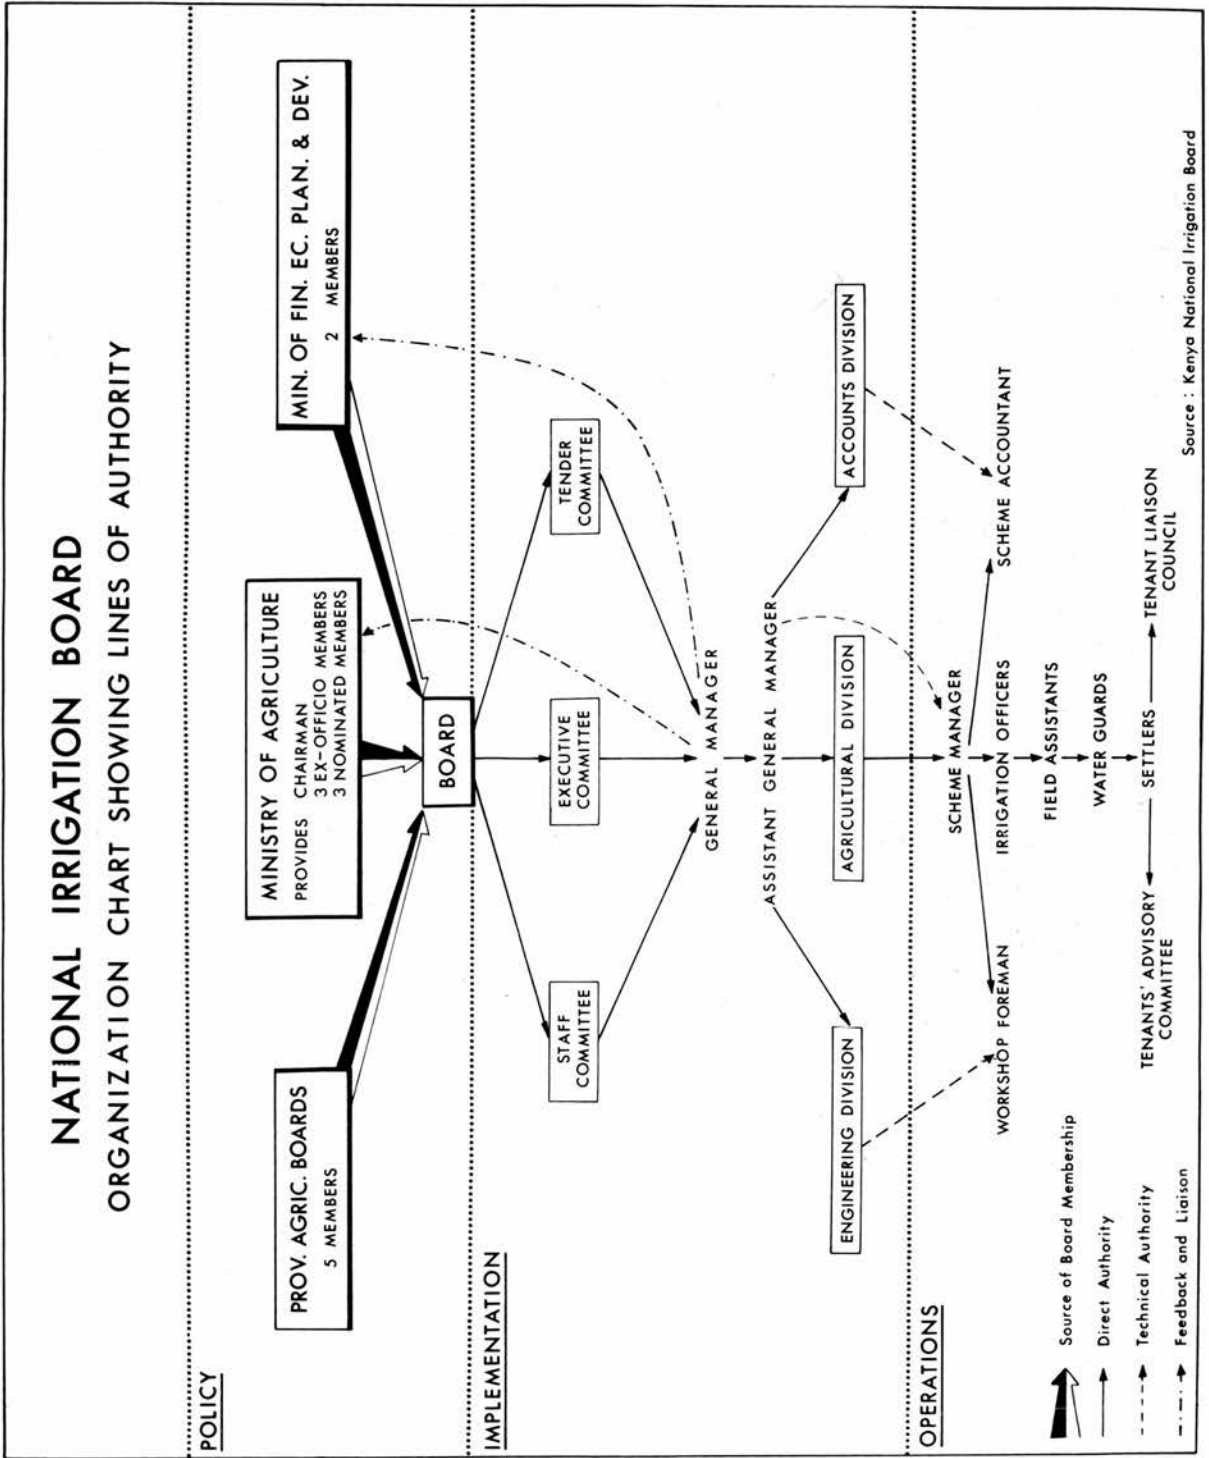 NATIONAL IRRIGATION BOARD
ORGANIZATION CHART SHOWING LINES OF AUTHORITY
POLICY
PROV. AGRIC. BOARDS
5 MEMBERS
MINISTRY OF AGRICULTURE
PROVIDES CHAIRMAN
3 EX-OFFICIO MEMBERS
3 NOMINATED MEMBERS
MIN. OF FIN. EC. PLAN. & DEV.
2 MEMBERS
BOARD
IMPLEMENTATION
STAFF
COMMITTEE
EXECUTIVE
COMMITTEE
TENDER
COMMITTEE
GENERAL MANAGER
ASSISTANT GENERAL MANAGER
ENGINEERING DIVISION
AGRICULTURAL DIVISION
ACCOUNTS DIVISION
OPERATIONS
SCHEME MANAGER
WORKSHOP FOREMAN
IRRIGATION OFFICERS
SCHEME ACCOUNTANT
FIELD ASSISTANTS
WATER GUARDS
TENANTS' ADVISORY
COMMITTEE
SETTLERS
TENANT LIAISON
COUNCIL
Source of Board Membership
Direct Authority
Technical Authority
Feedback and Liaison
Source : Kenya National Irrigation Board